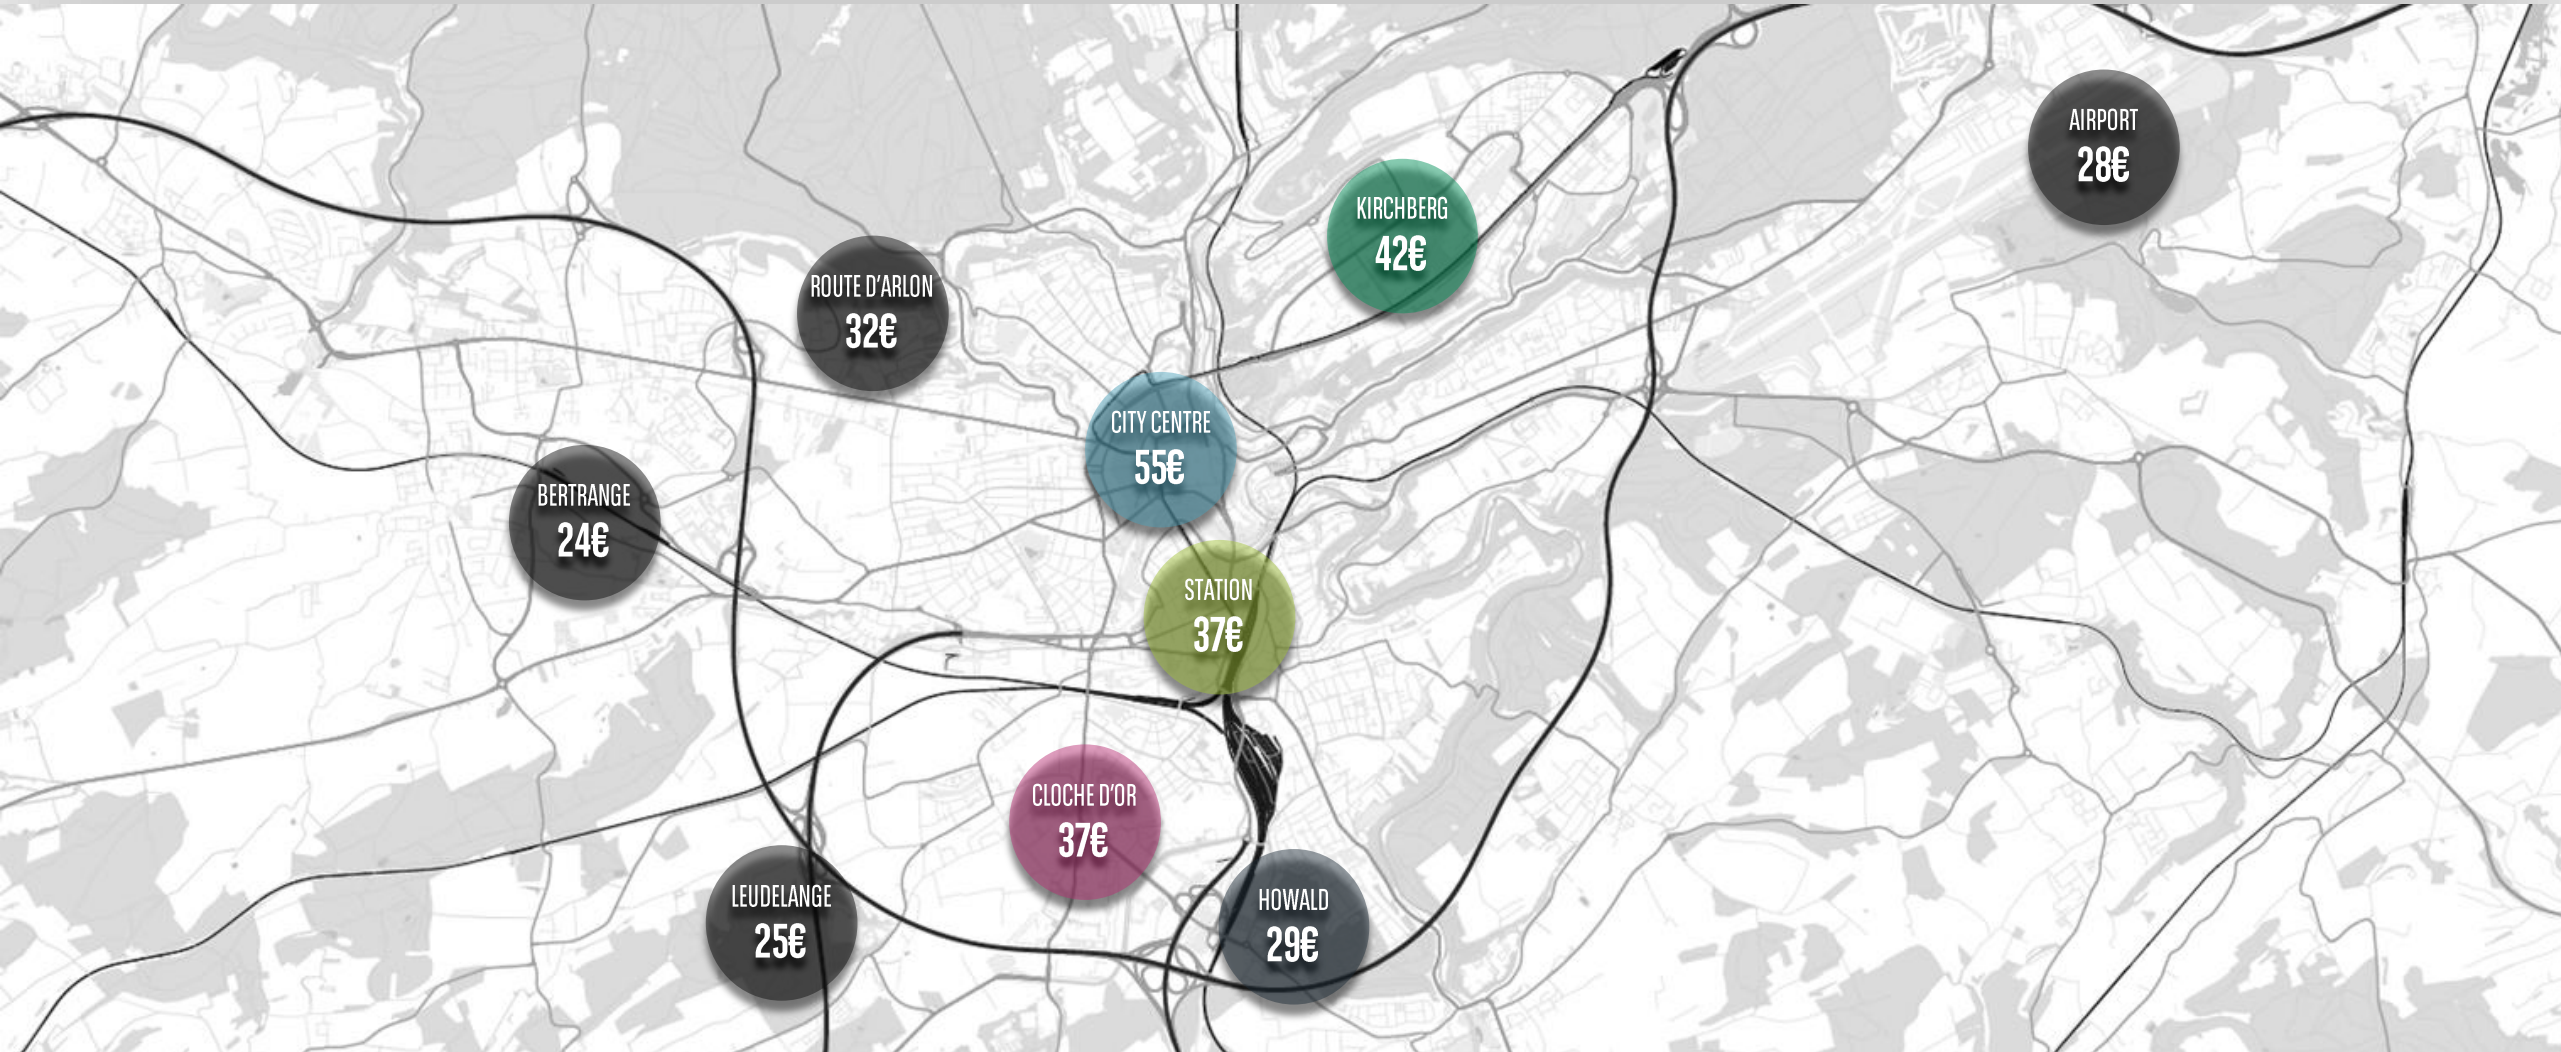 AIRPORT
28€
KIRCHBERG
42€
ROUTE D'ARLON
32€
CITY CENTRE
55€
BERTRANGE
24€
STATION
37€
CLOCHE D'OR
37€
LEUDELANGE
25€
HOWALD
29€